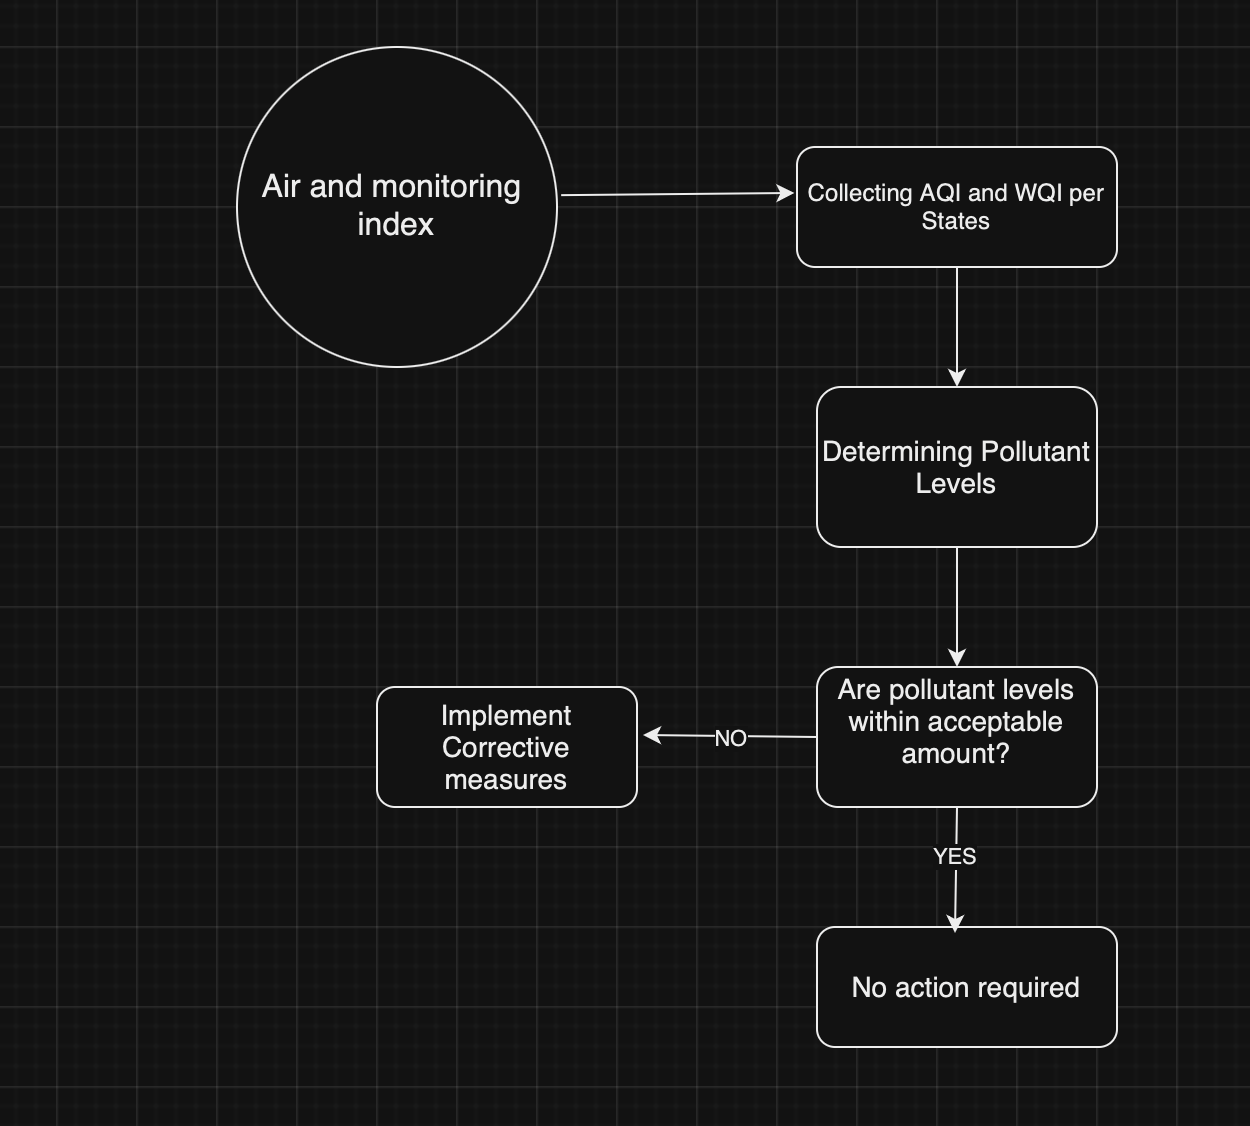 Air and monitoring
index
Collecting AQI and WQI per
States
Determining Pollutant
Levels
Are pollutant levels
within acceptable
amount?
NO
Implement
Corrective
measures
YES
No action required